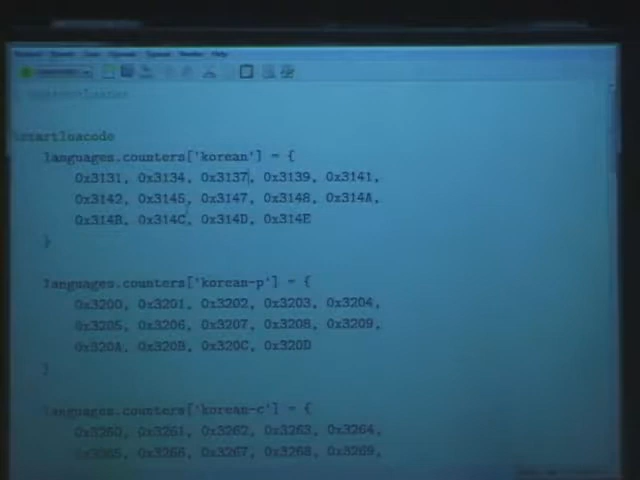 \startluacode
languages.counters['korean'] = {
0x3131, 0x3134, 0x3137, 0x3139, 0x3141,
0x3142, 0x3145, 0x3147, 0x3148, 0x314A,
0x314B, 0x314C, 0x314D, 0x314E
}
languages.counters['korean-p'] = {
0x3200, 0x3201, 0x3202, 0x3203, 0x3204,
0x3205, 0x3206, 0x3207, 0x3208, 0x3209,
0x320A, 0x320B, 0x320C, 0x320D
}
languages.counters['korean-c'] = {
0x3260, 0x3261, 0x3262, 0x3263, 0x3264,
0x3265, 0x3266, 0x3267, 0x3268, 0x3269,